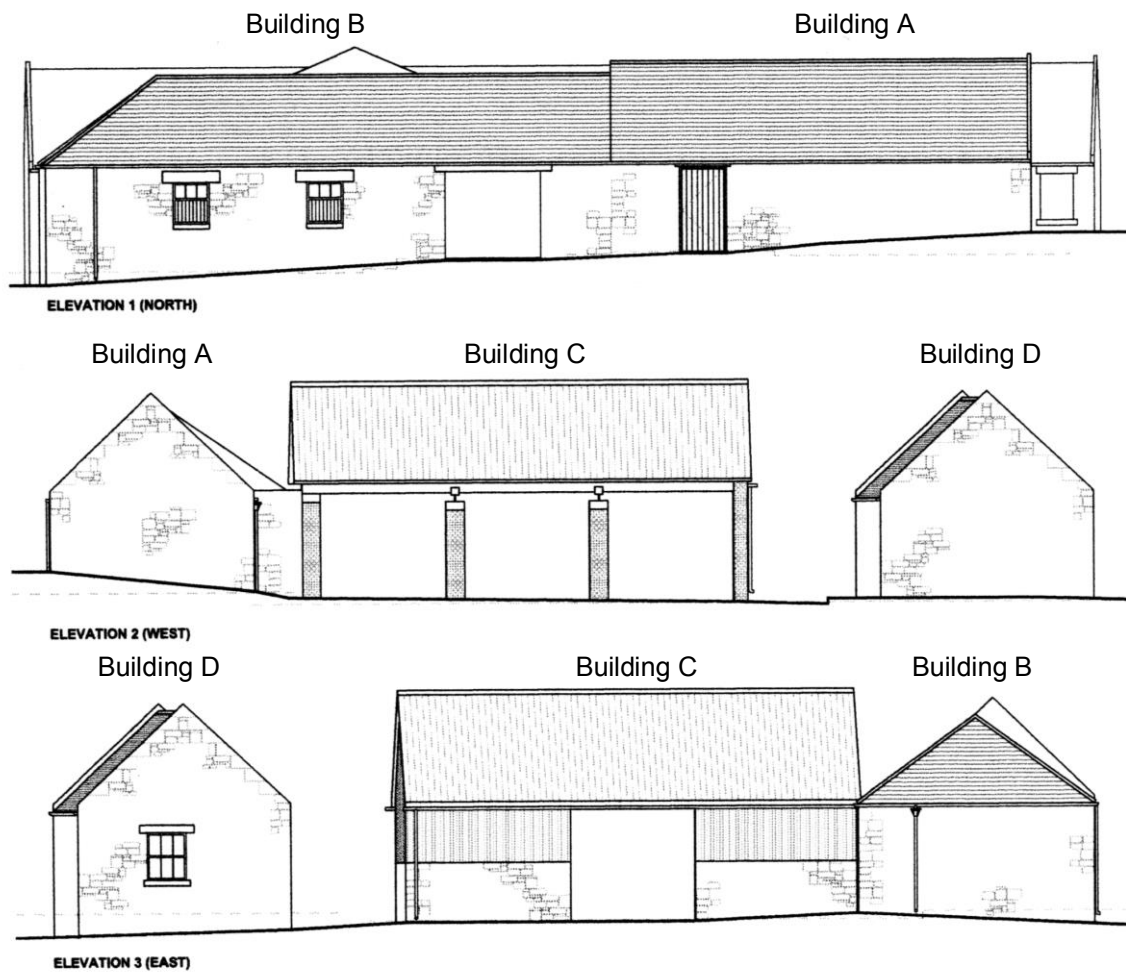 Building B Building A
ELEVATION 1 (NORTH)
Building A Building C Building D
ELEVATION 2 (WEST)
Building D Building C Building B
ELEVATION 3 (EAST)